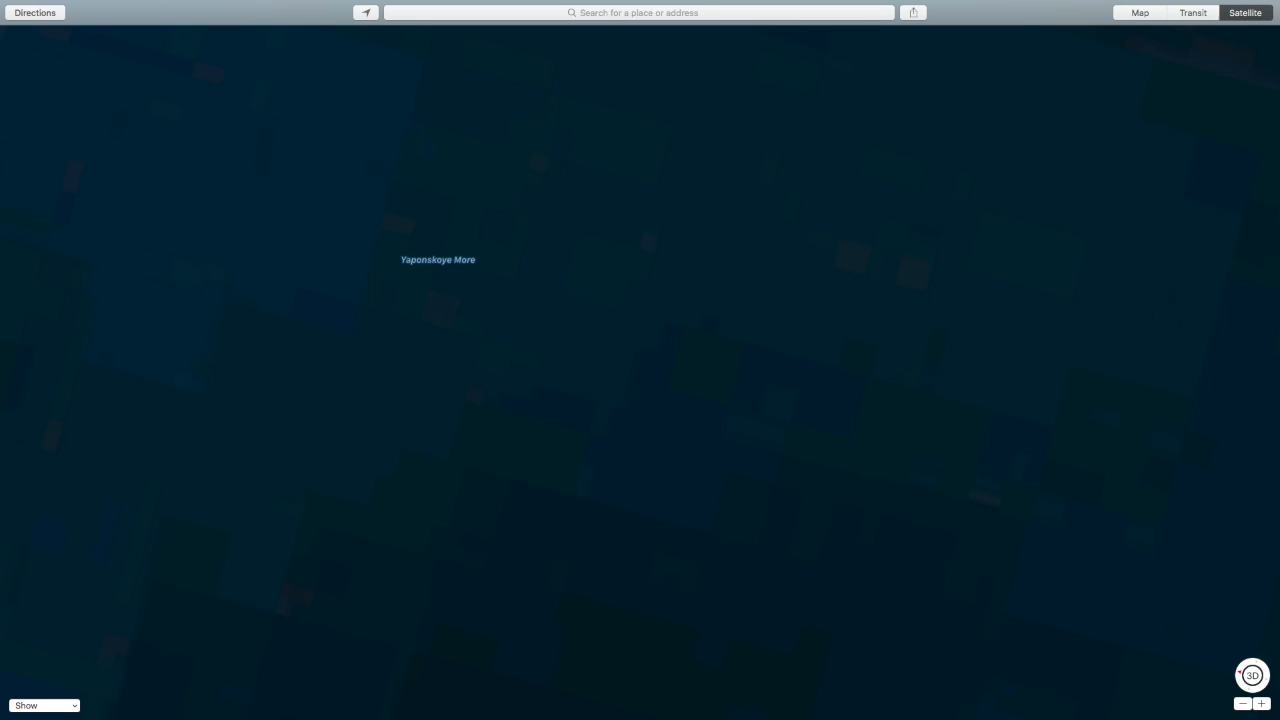 Directions
Search for a place or address
Map
Transit
Satellite
Yaponskoye More
3D
Show